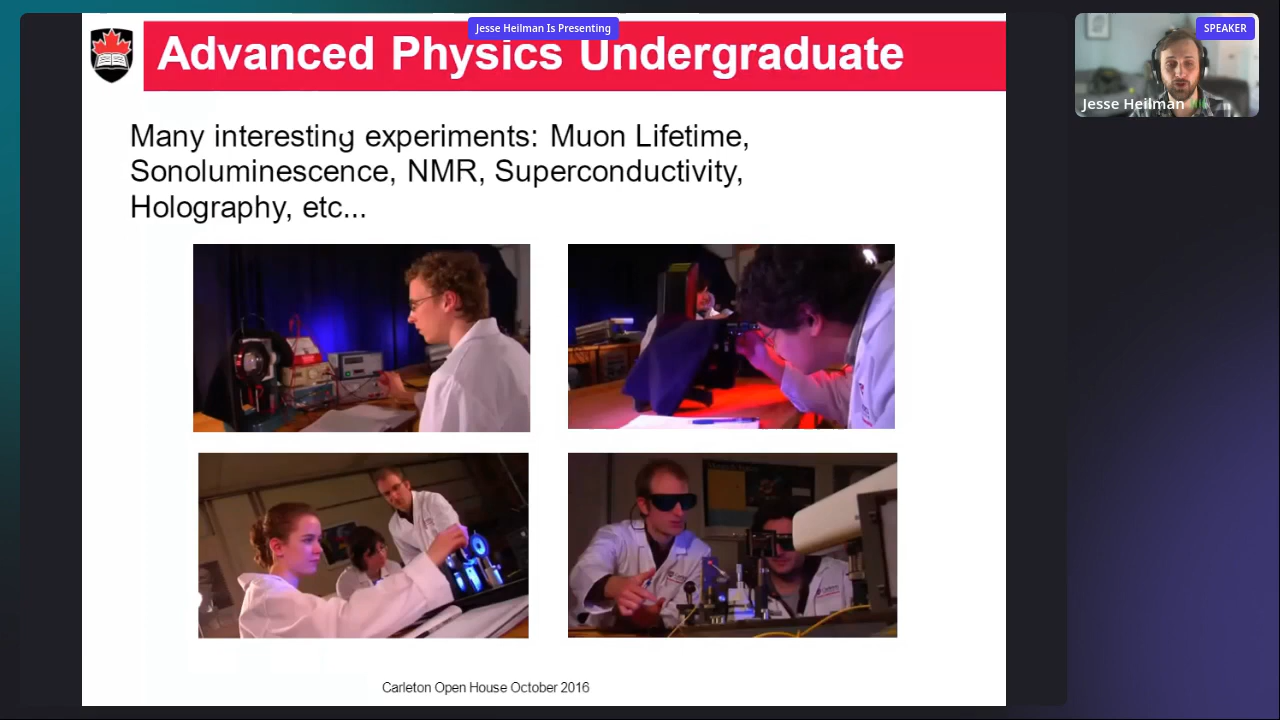 Jesse Heilman Is Presenting
SPEAKER
Advanced Physics Undergraduate
Jesse Heilman
Many interesting experiments: Muon Lifetime,
Sonoluminescence, NMR, Superconductivity,
Holography, etc...
Carleton Open House October 2016